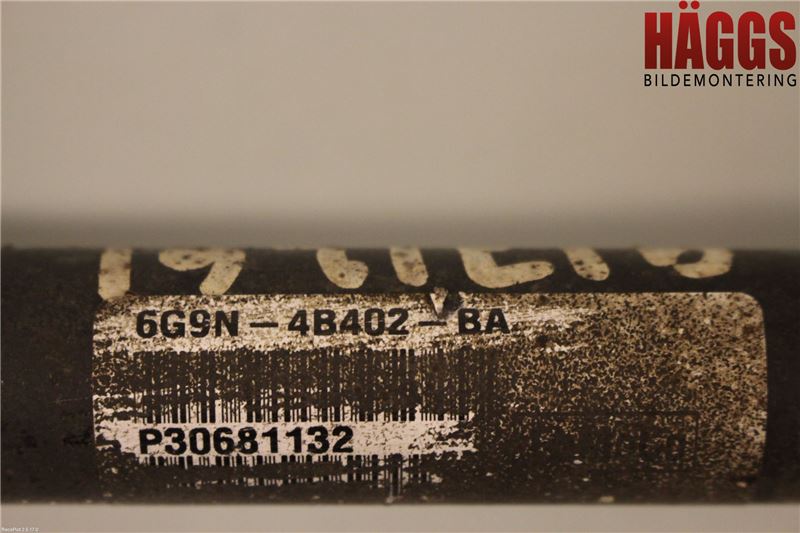 HÄGGS
BILDEMONTERING
6G9N-4B402-BA
P30681132